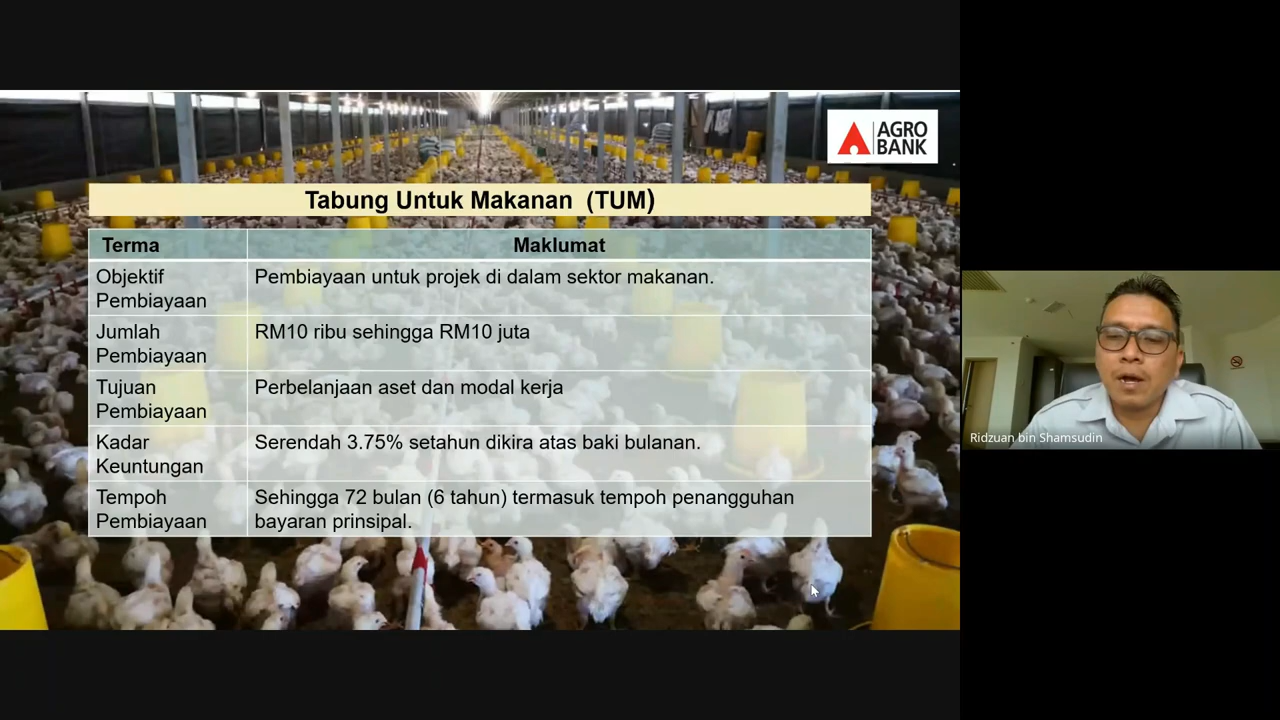 AGRO
BANK
Tabung Untuk Makanan (TUM)
Terma
Maklumat
Objektif
Pembiayaan
Pembiayaan untuk projek di dalam sektor makanan.
Jumlah
Pembiayaan
RM10 ribu sehingga RM10 juta
Tujuan
Pembiayaan
Perbelanjaan aset dan modal kerja
Kadar
Keuntungan
Serendah 3.75% setahun dikira atas baki bulanan.
Tempoh
Pembiayaan
Sehingga 72 bulan (6 tahun) termasuk tempoh penangguhan
bayaran prinsipal.
Ridzuan bin Shamsudin